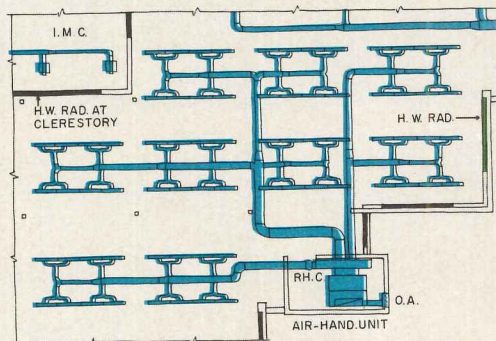 I.M.C.
H.W. RAD. AT
CLERESTORY
H.W. RAD.
RH.C
O.A.
AIR-HAND.UNIT